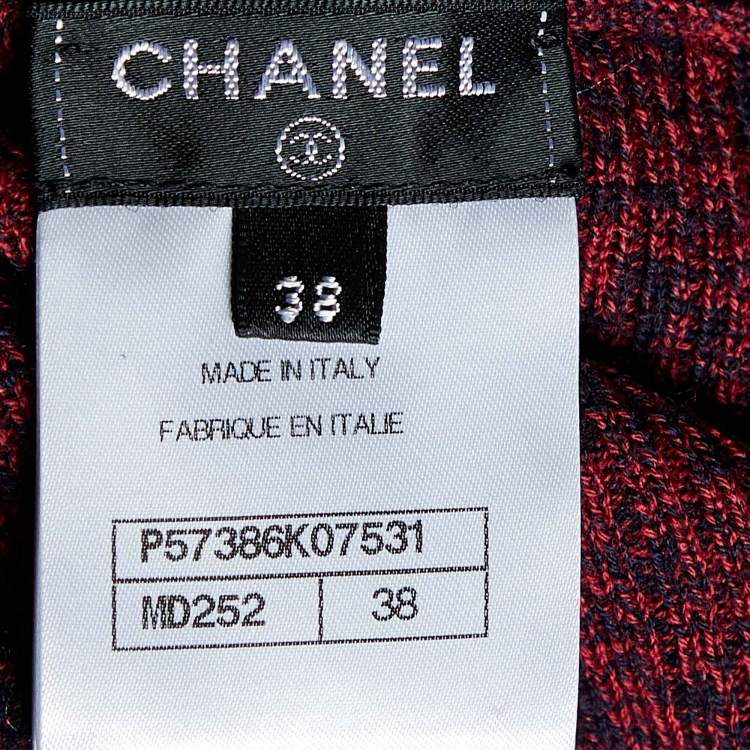 CHANEL
38
MADE IN ITALY
FABRIQUE EN ITALIE
P57386K07531
MD252 38